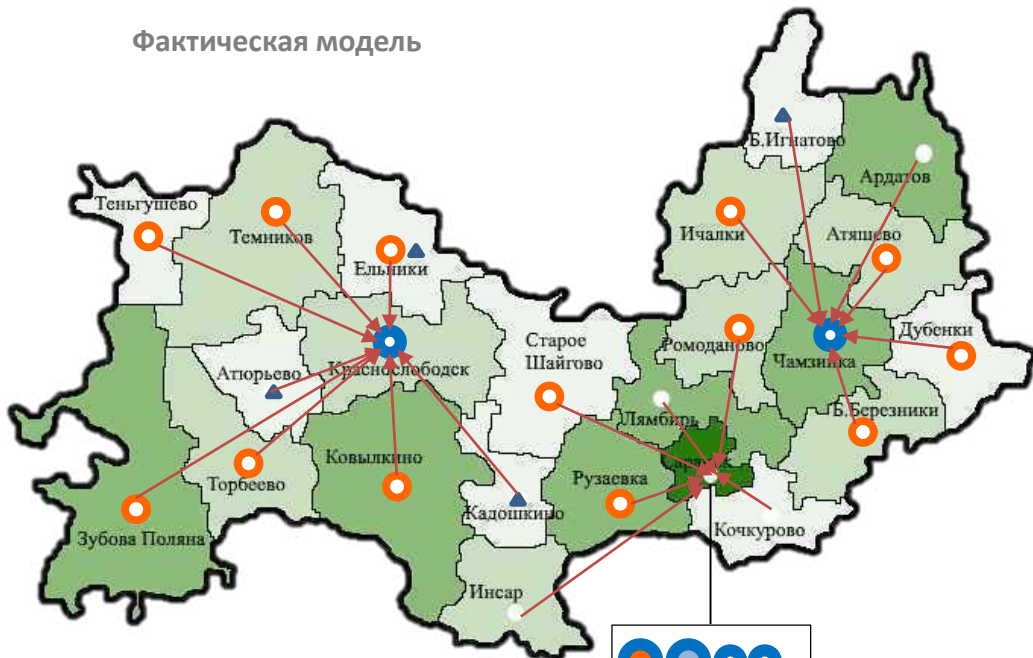 Фактическая модель
Б.Игнатово
Ардатов
Теньгушево
Темников
Ичалки
Атяшево
Ельники
Дубенки
Старое
Шайгово
Ромоданово
Чамзинка
Атюрьево
Краснослободск
Лямбирь
Б.Березники
Ковылкино
Саранск
Торбеево
Рузаевка
Кадошкино
Кочкурово
Зубова Поляна
Инсар